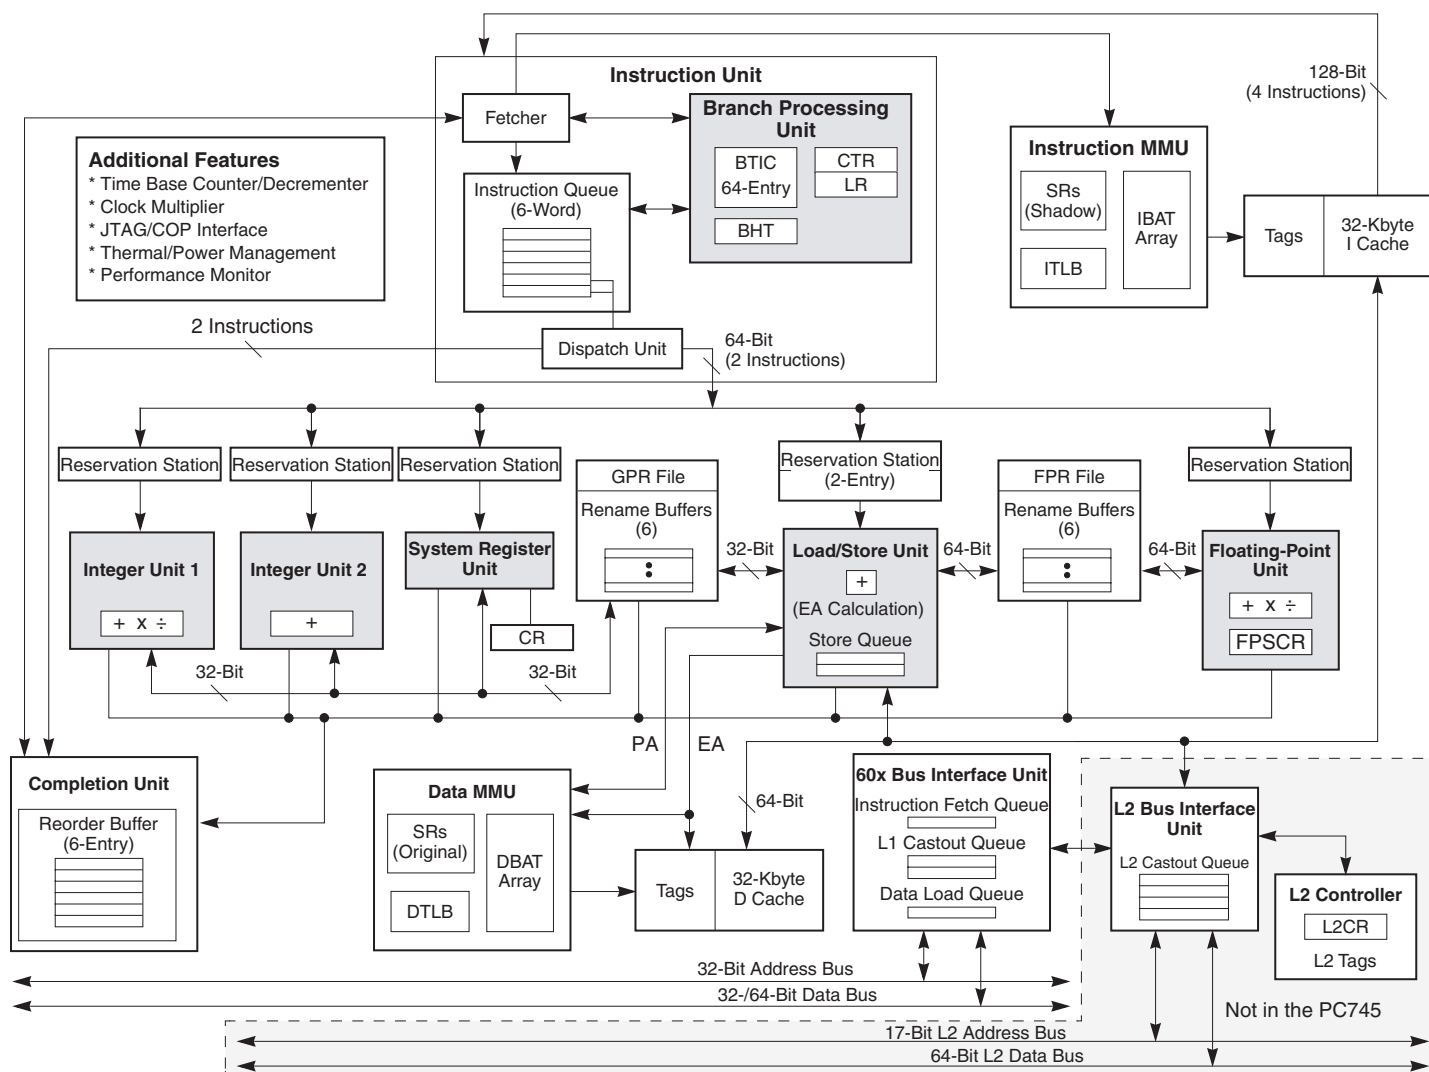 Instruction Unit
128-Bit
(4 Instructions)
Fetcher
Branch Processing
Unit
BTIC
64-Entry
CTR
LR
BHT
Additional Features
* Time Base Counter/Decrementer
* Clock Multiplier
* JTAG/COP Interface
* Thermal/Power Management
* Performance Monitor
Instruction Queue
(6-Word)
Instruction MMU
SRs
(Shadow)
IBAT
Array
ITLB
Tags
32-Kbyte
I Cache
2 Instructions
Dispatch Unit
64-Bit
(2 Instructions)
Reservation Station
Reservation Station
Reservation Station
Reservation Station
(2-Entry)
Reservation Station
GPR File
Rename Buffers
(6)
FPR File
Rename Buffers
(6)
Integer Unit 1
+ x ÷
Integer Unit 2
+
System Register
Unit
CR
32-Bit
Load/Store Unit
+
(EA Calculation)
Store Queue
64-Bit
64-Bit
Floating-Point
Unit
+ x ÷
FPSCR
32-Bit
32-Bit
PA
EA
Completion Unit
Reorder Buffer
(6-Entry)
Data MMU
SRs
(Original)
DBAT
Array
DTLB
64-Bit
Tags
32-Kbyte
D Cache
60x Bus Interface Unit
Instruction Fetch Queue
L1 Castout Queue
Data Load Queue
L2 Bus Interface
Unit
L2 Castout Queue
L2 Controller
L2CR
L2 Tags
32-Bit Address Bus
32-/64-Bit Data Bus
Not in the PC745
17-Bit L2 Address Bus
64-Bit L2 Data Bus